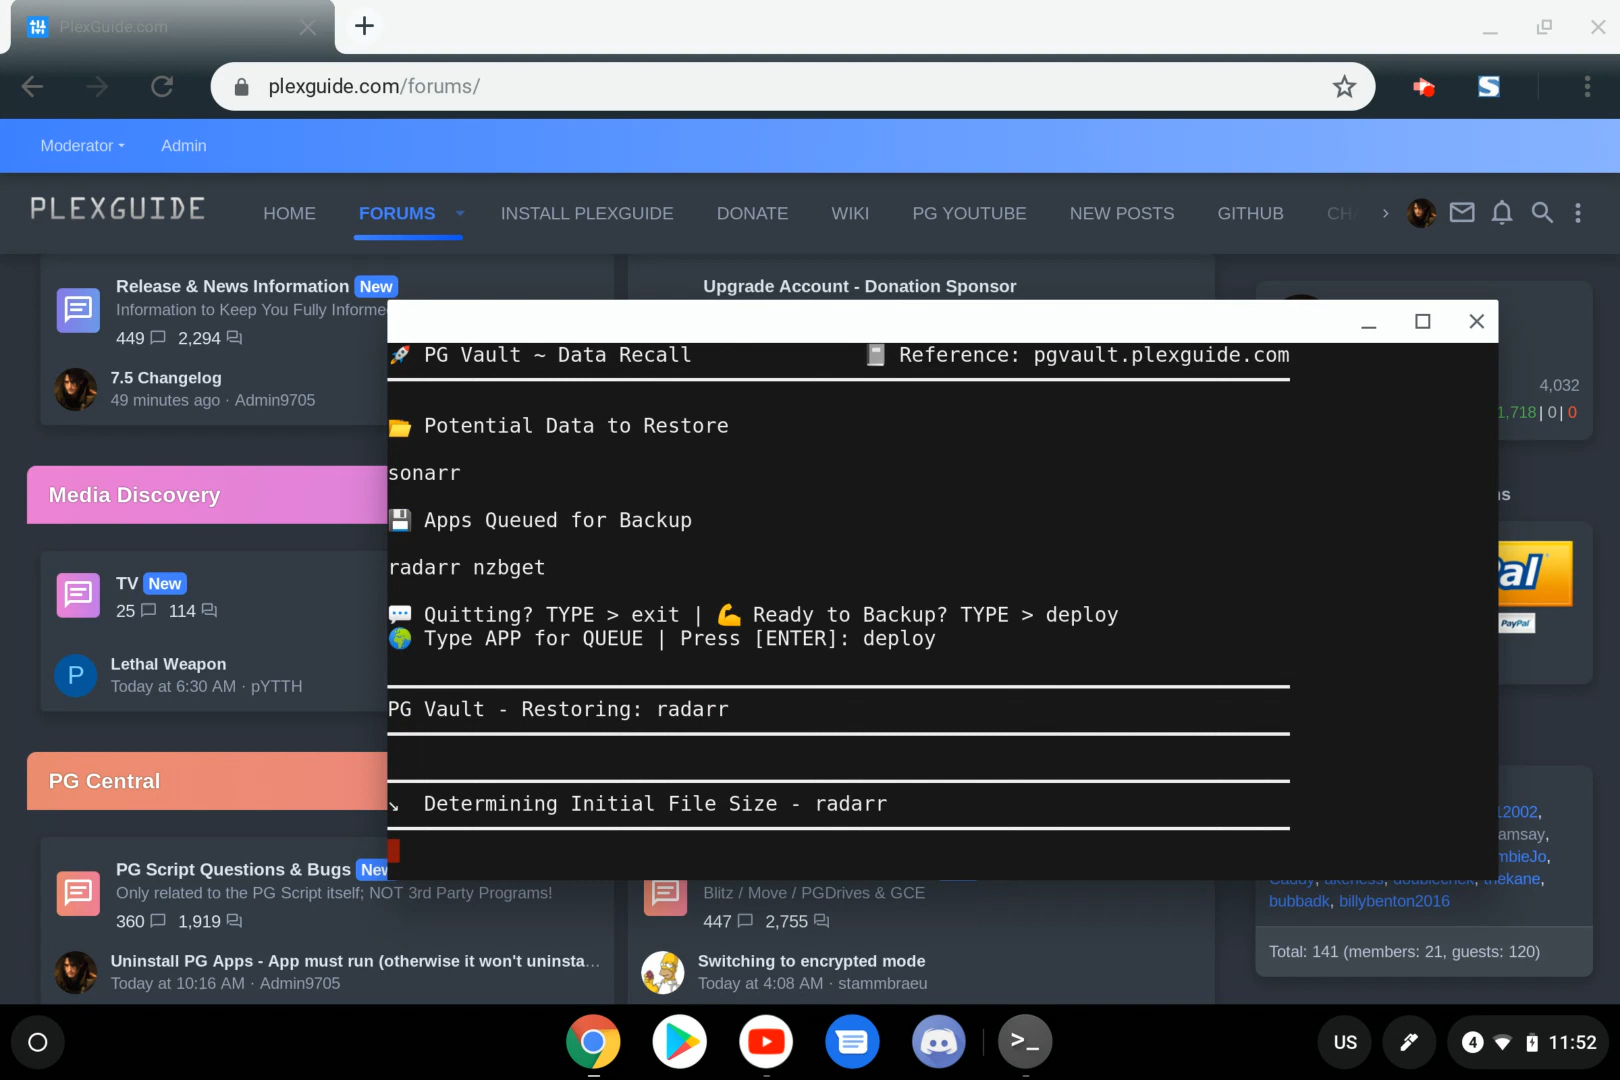 PlexGuide.com
plexguide.com/forums/
Moderator
Admin
PLEXGUIDE
HOME
FORUMS
INSTALL PLEXGUIDE
DONATE
WIKI
PG YOUTUBE
NEW POSTS
GITHUB
Release & News Information New
Information to Keep You Fully Informe
449 2,294
7.5 Changelog
49 minutes ago · Admin9705
Upgrade Account - Donation Sponsor
4,032
1,718 | 0 | 0
Media Discovery
TV New
25 114
Lethal Weapon
P
Today at 6:30 AM · pYTTH
PG Central
PG Script Questions & Bugs New
Only related to the PG Script itself; NOT 3rd Party Programs!
360 1,919
Uninstall PG Apps - App must run (otherwise it won't uninsta...
Today at 10:16 AM · Admin9705
PG Vault ~ Data Recall Reference: pgvault.plexguide.com
Potential Data to Restore
sonarr
Apps Queued for Backup
radarr nzbget
Quitting? TYPE > exit | Ready to Backup? TYPE > deploy
Type APP for QUEUE | Press [ENTER]: deploy
PG Vault - Restoring: radarr
Determining Initial File Size - radarr
Blitz / Move / PGDrives & GCE
447 2,755
Switching to encrypted mode
Today at 4:08 AM · stammbraeu
PayPal
12002,
amsay,
mbieJo,
thekane,
bubbadk, billybenton2016
Total: 141 (members: 21, guests: 120)
US
4
11:52